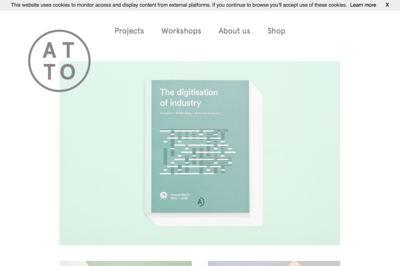 This website uses cookies to monitor access and display content from external platforms. If you continue to browse you'll accept use of these cookies. Learn more X
Projects Workshops About us Shop
AT
TO
The digitisation
of industry
Annual Report